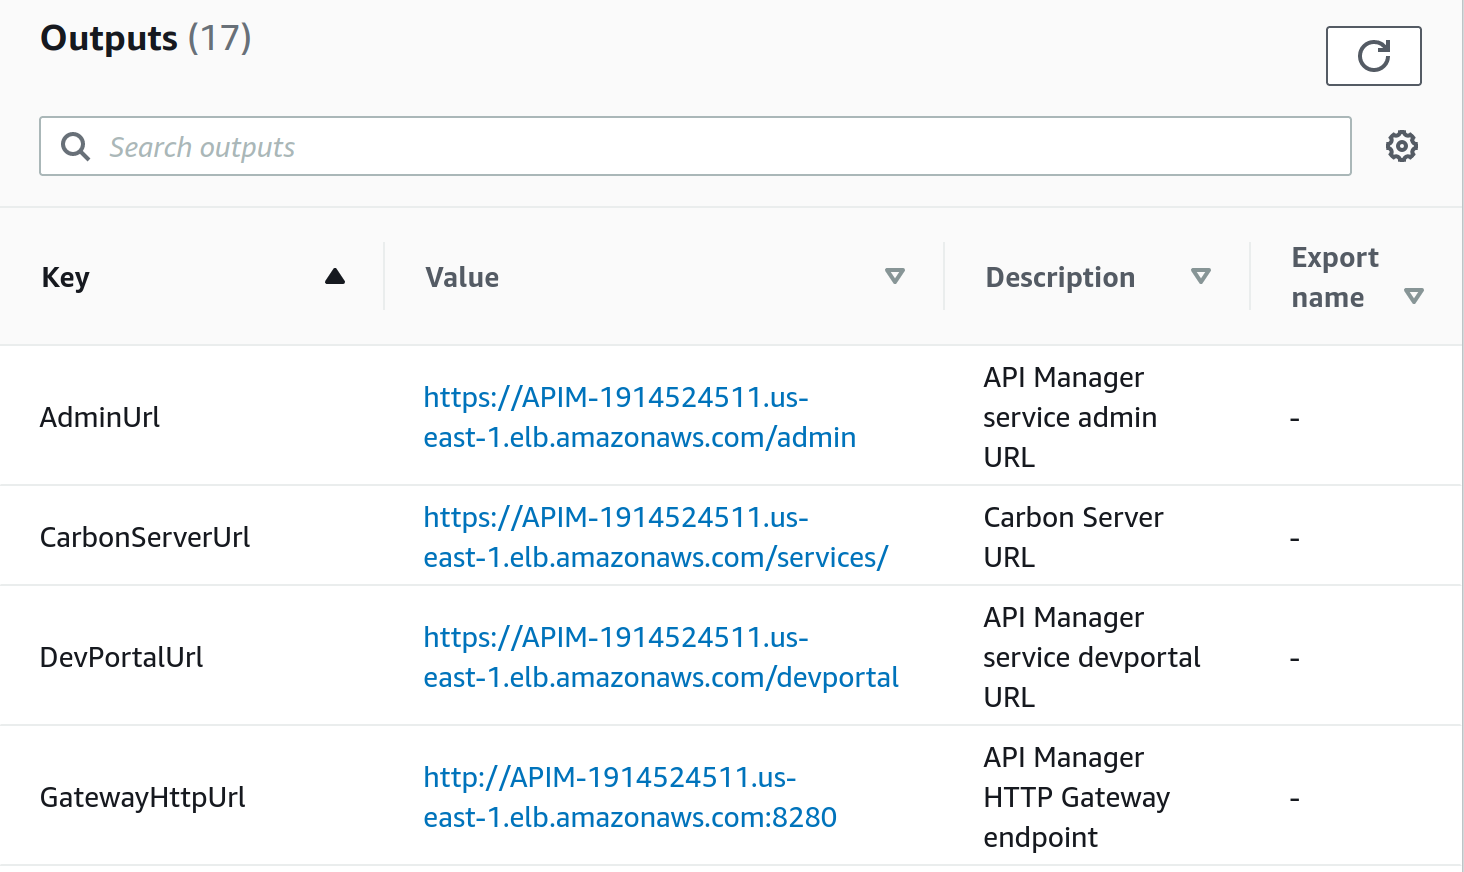 Outputs (17)
Search outputs
Key
Value
Description
Export
name
AdminUrl
https://APIM-1914524511.us-
east-1.elb.amazonaws.com/admin
API Manager
service admin
URL
-
CarbonServerUrl
https://APIM-1914524511.us-
east-1.elb.amazonaws.com/services/
Carbon Server
URL
-
DevPortalUrl
https://APIM-1914524511.us-
east-1.elb.amazonaws.com/devportal
API Manager
service devportal
URL
-
GatewayHttpUrl
http://APIM-1914524511.us-
east-1.elb.amazonaws.com:8280
API Manager
HTTP Gateway
endpoint
-